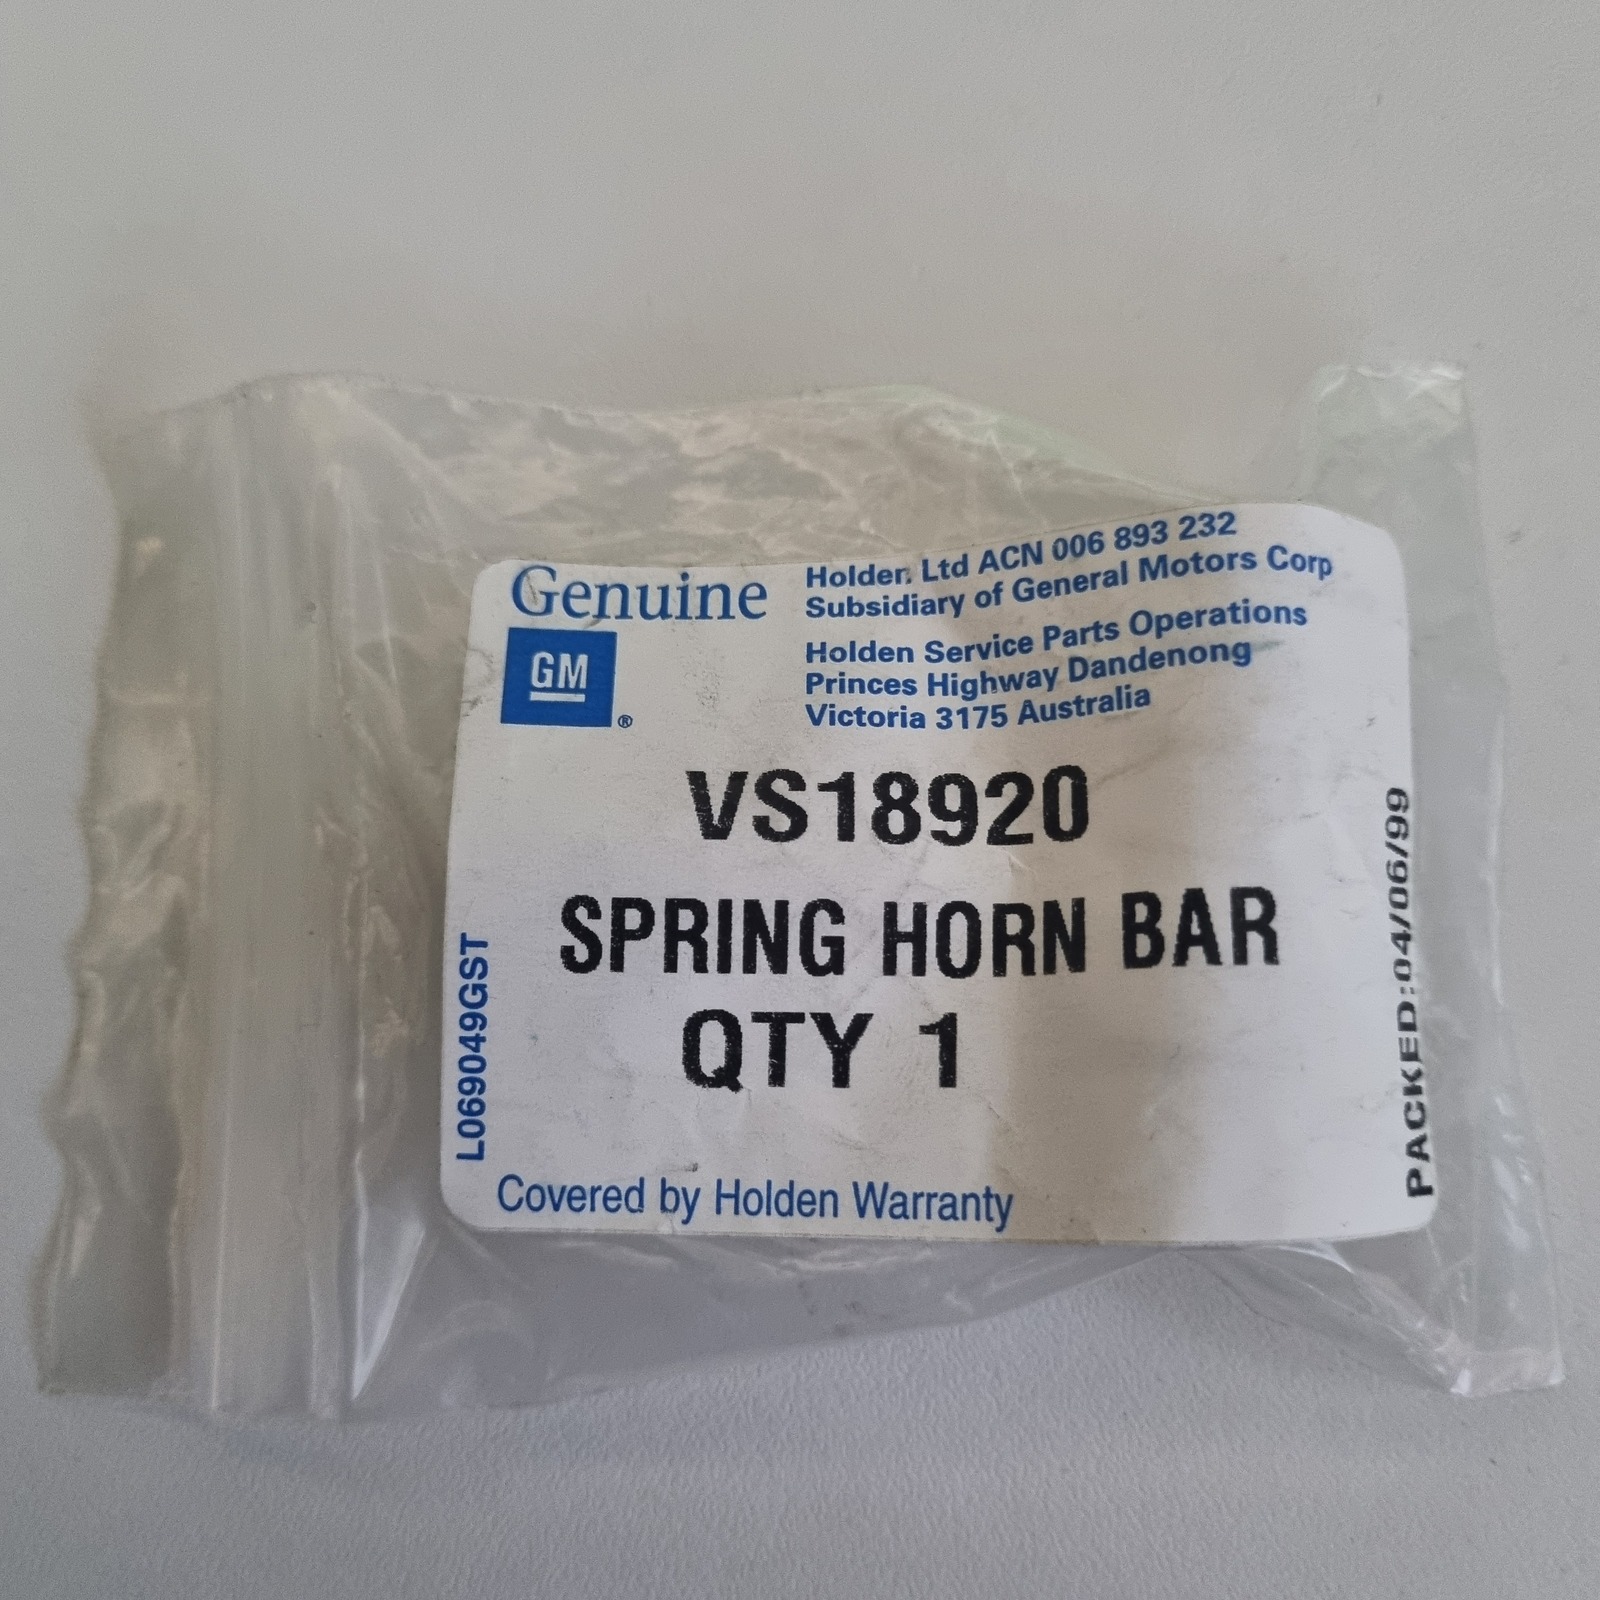 Genuine
GM
®
Holden Ltd ACN 006 893 232
Subsidiary of General Motors Corp
Holden Service Parts Operations
Princes Highway Dandenong
Victoria 3175 Australia
VS18920
SPRING HORN BAR
QTY 1
L069049GST
PACKED:04/06/99
Covered by Holden Warranty